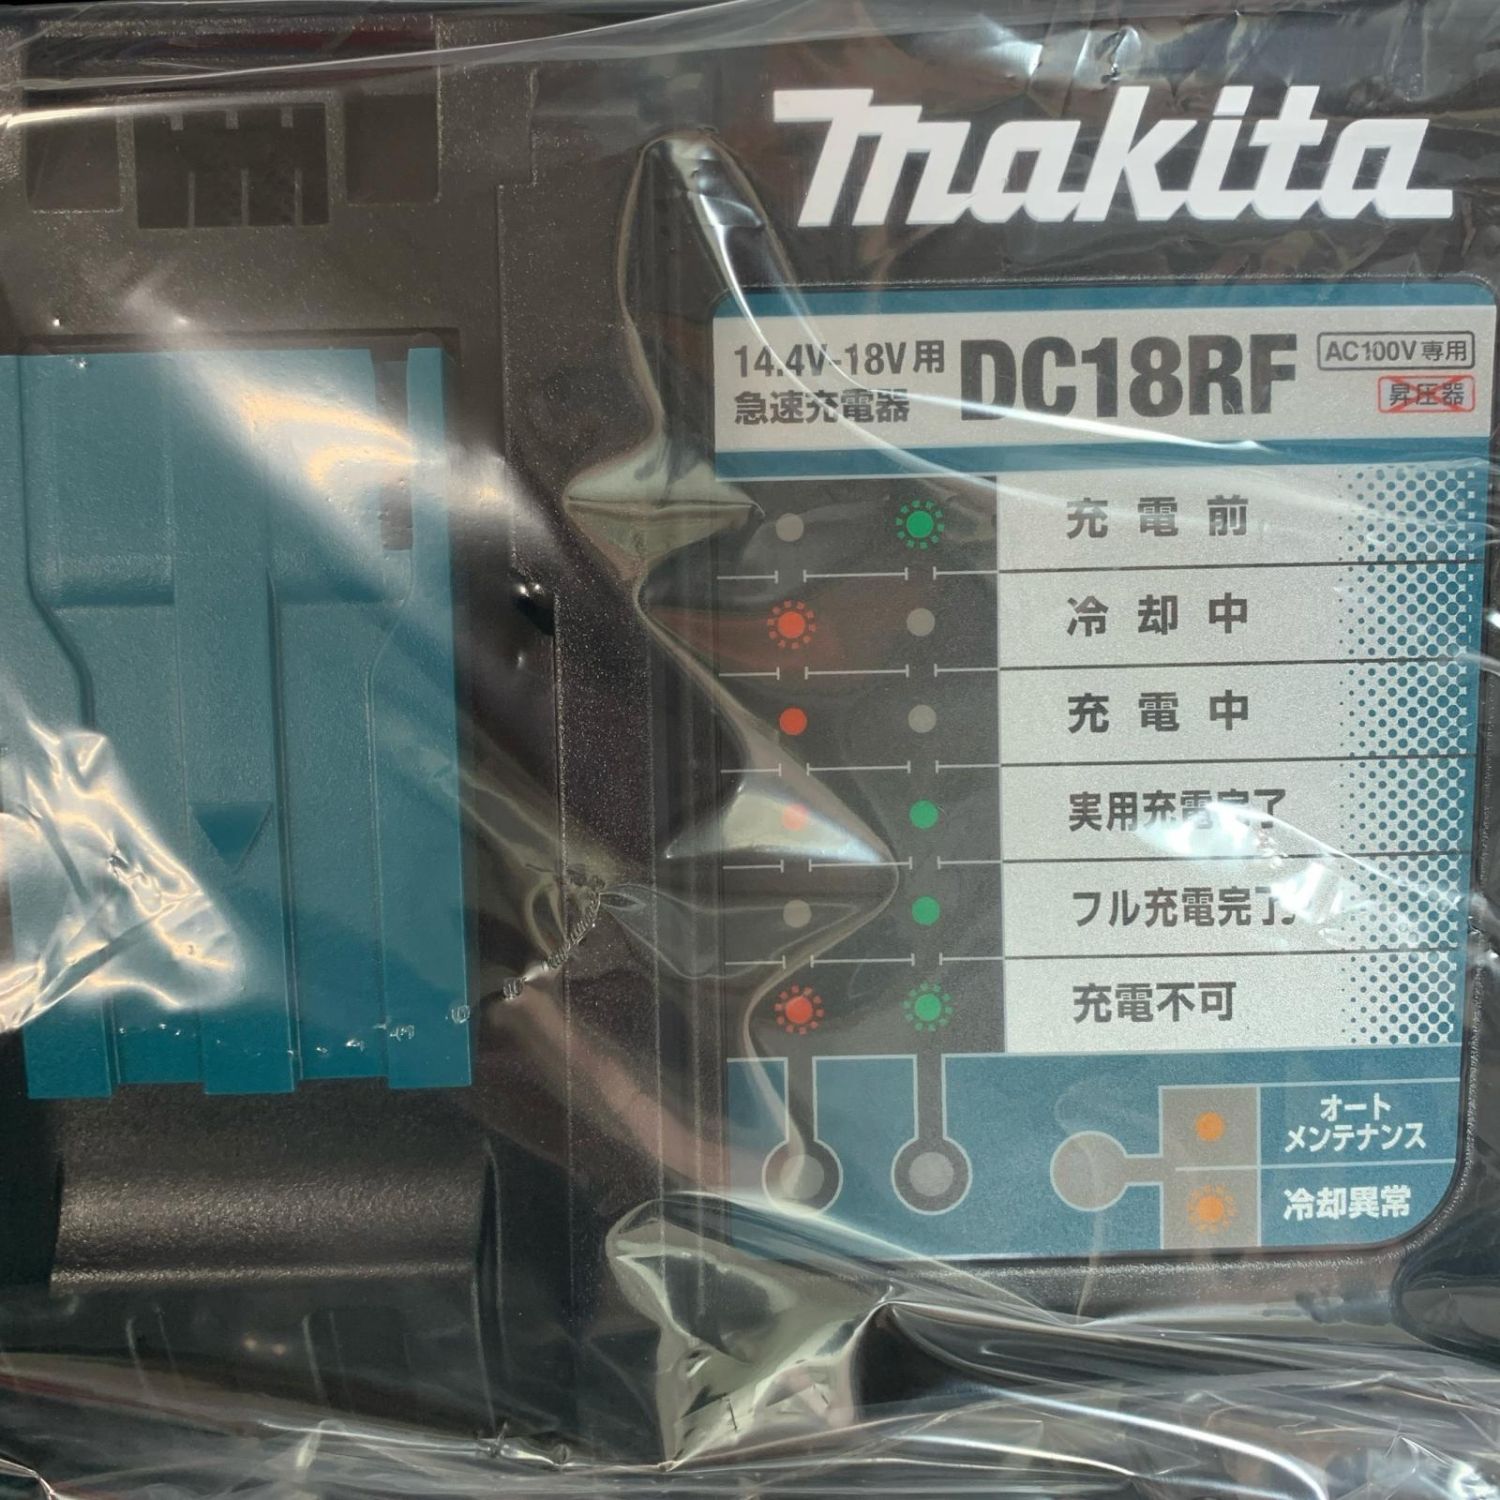 makita
14.4V-18V用
急速充電器
DC18RF
AC100V専用
昇圧器
充電前
冷却中
充電中
実用充電完了
フル充電完了
充電不可
オート
メンテナンス
冷却異常